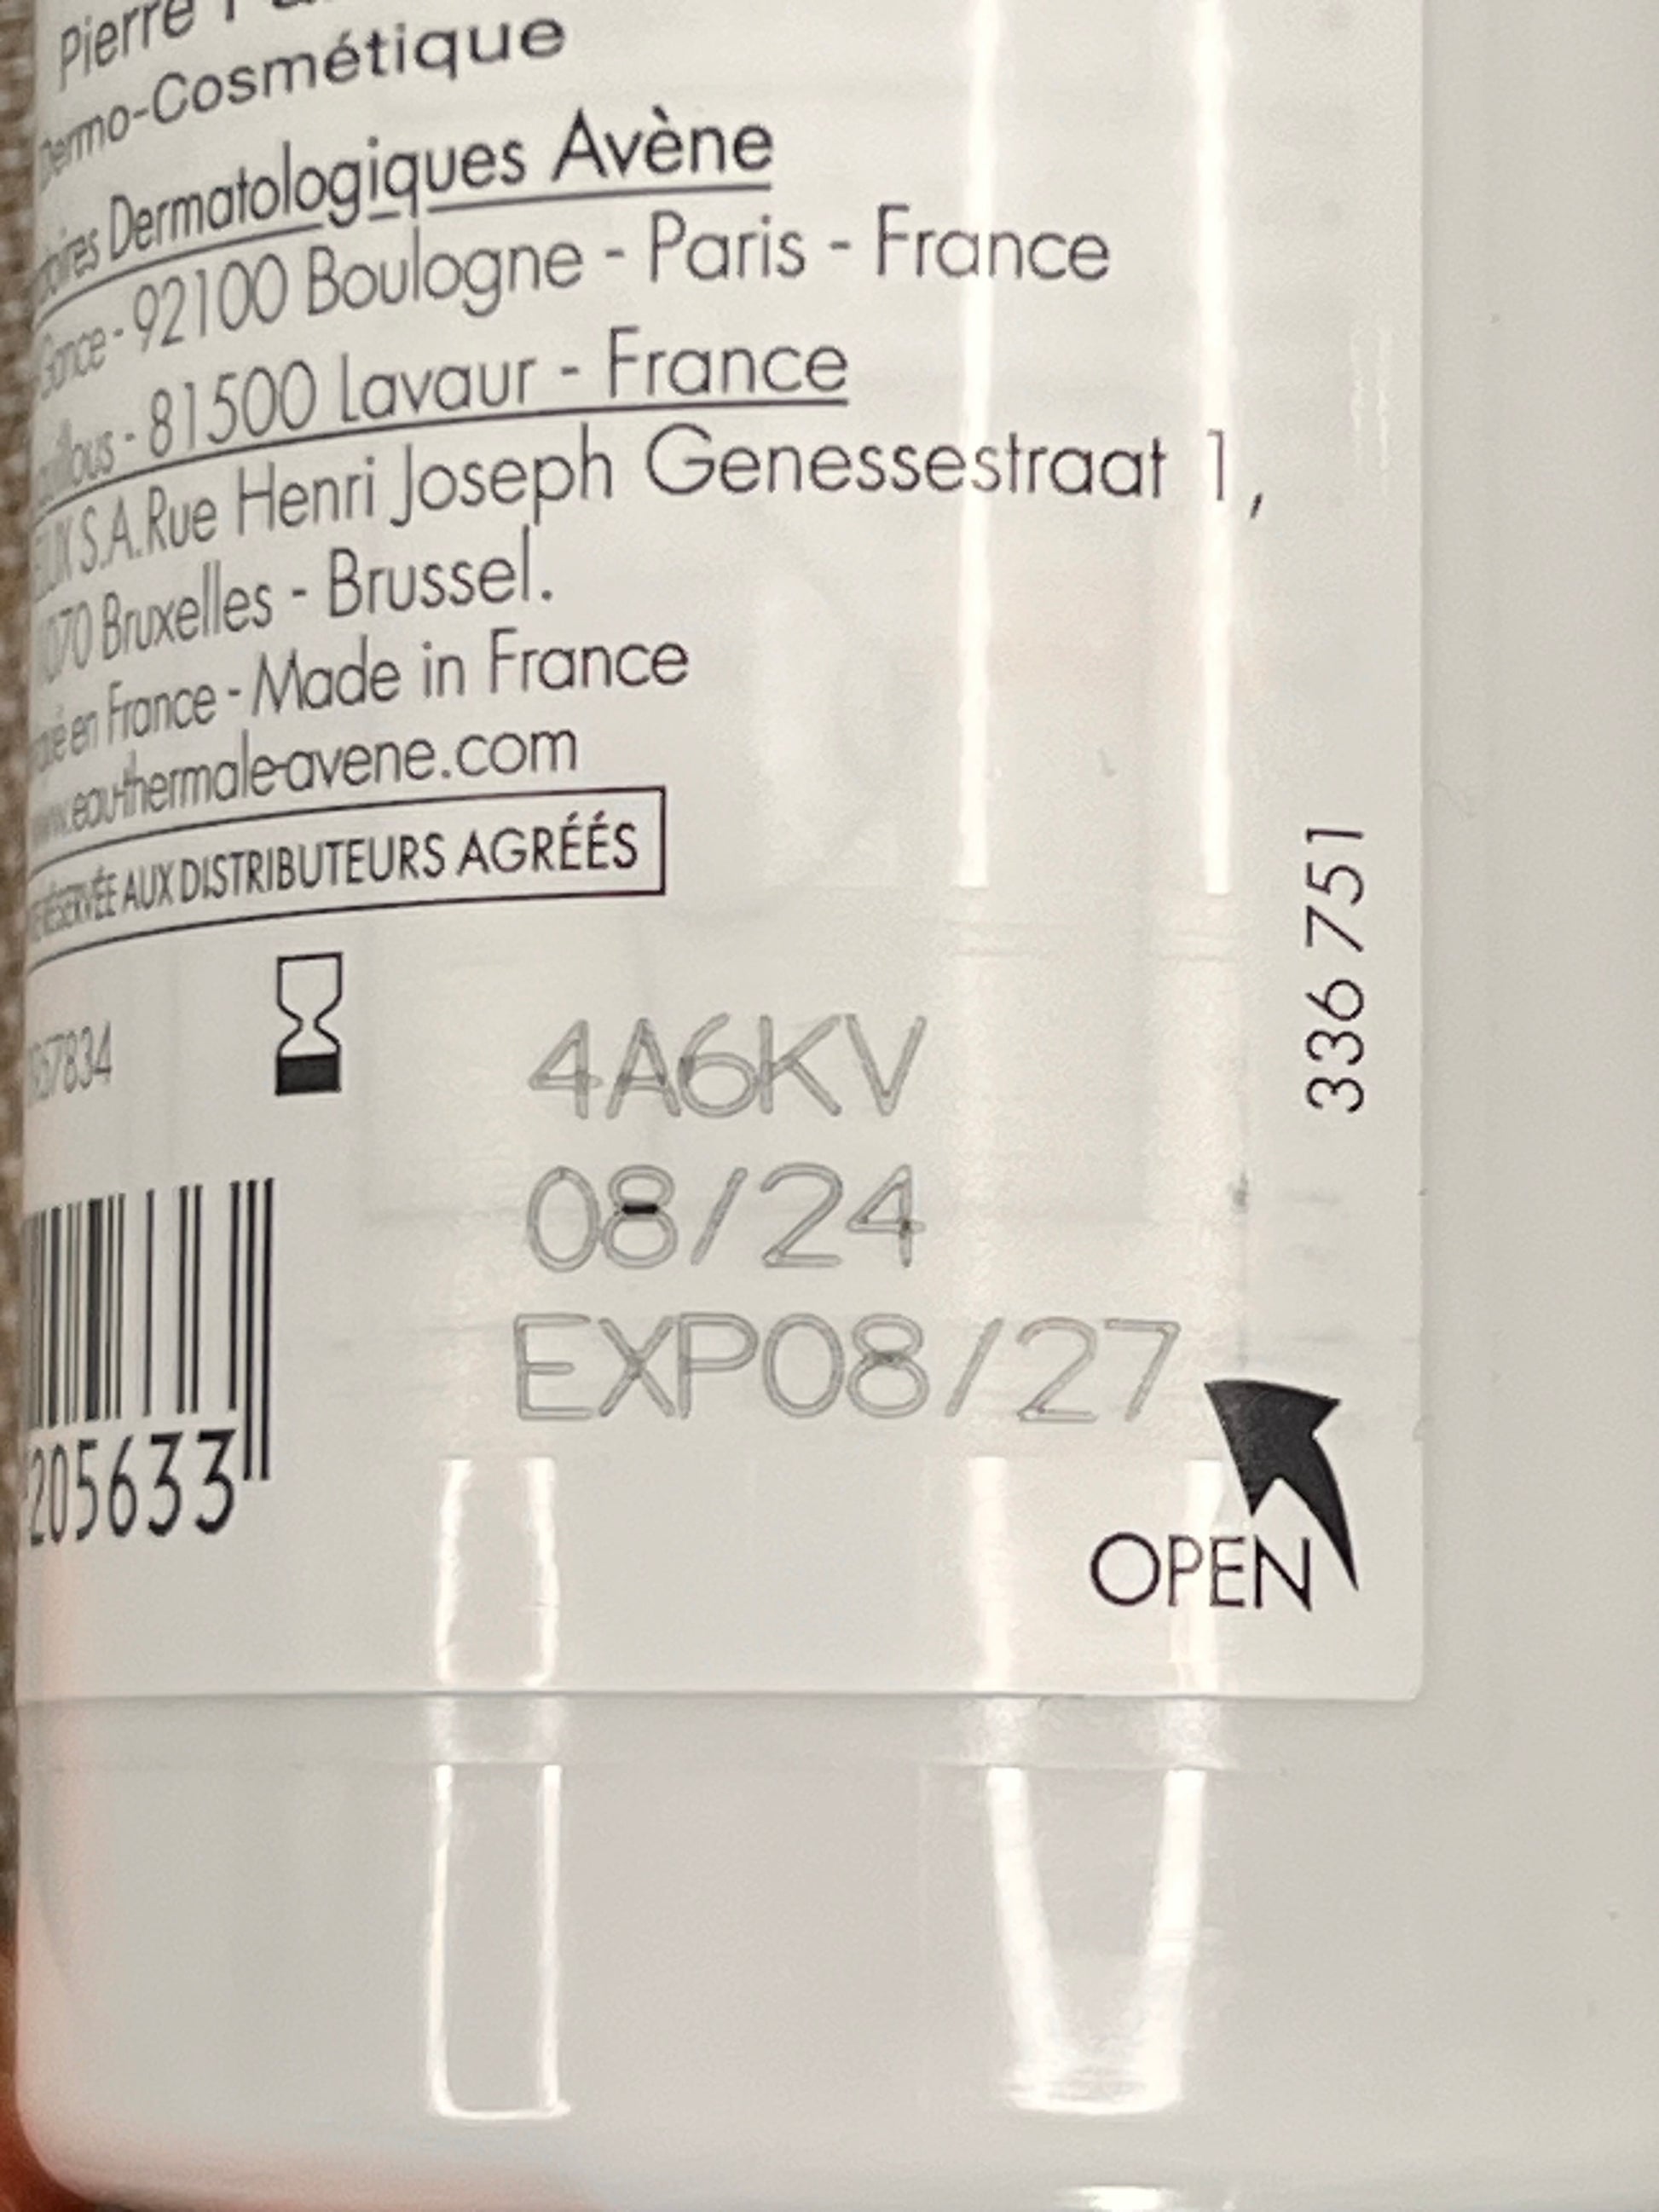 Pierre
Dermo-Cosmétique
Dermatologiques Avène
92100 Boulogne - Paris - France
- 81500 Lavaur - France
S.A. Rue Henri Joseph Genessestraat 1,
Bruxelles - Brussel.
en France - Made in France
www.eau-thermale-avene.com
RÉSERVÉE AUX DISTRIBUTEURS AGRÉÉS
336 751
4A6KV
08/24
EXP08/27
205633
OPEN